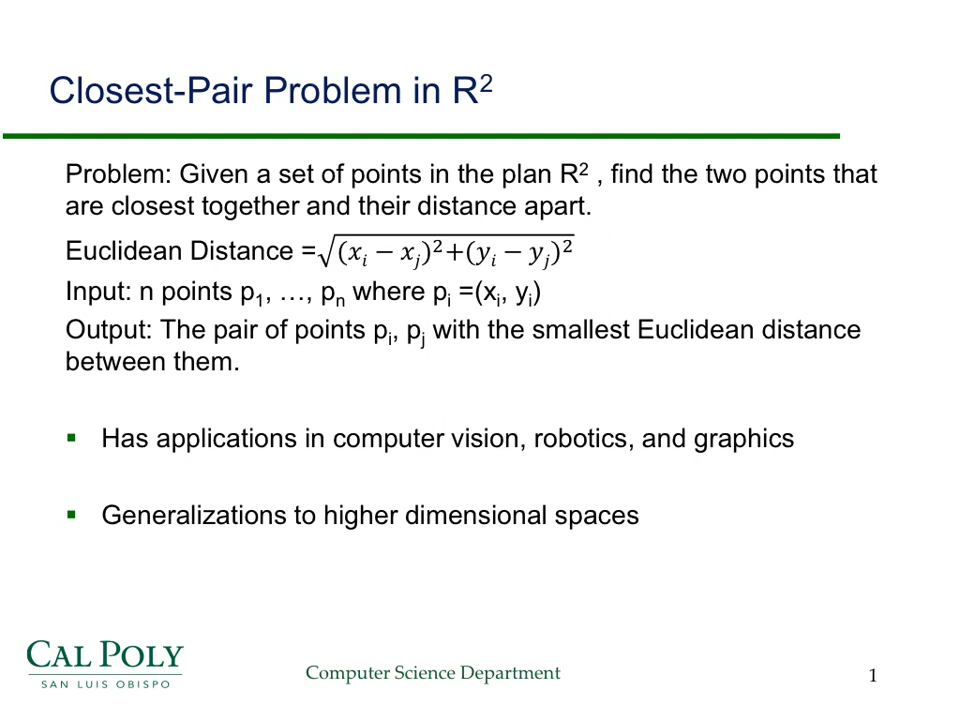 Closest-Pair Problem in R²
Problem: Given a set of points in the plan R² , find the two points that
are closest together and their distance apart.
Euclidean Distance =√(xᵢ − xⱼ)²+(yᵢ − yⱼ)²
Input: n points p₁, …, pₙ where pᵢ =(xᵢ, yᵢ)
Output: The pair of points pᵢ, pⱼ with the smallest Euclidean distance
between them.
▪ Has applications in computer vision, robotics, and graphics
▪ Generalizations to higher dimensional spaces
CAL POLY
SAN LUIS OBISPO
Computer Science Department
1